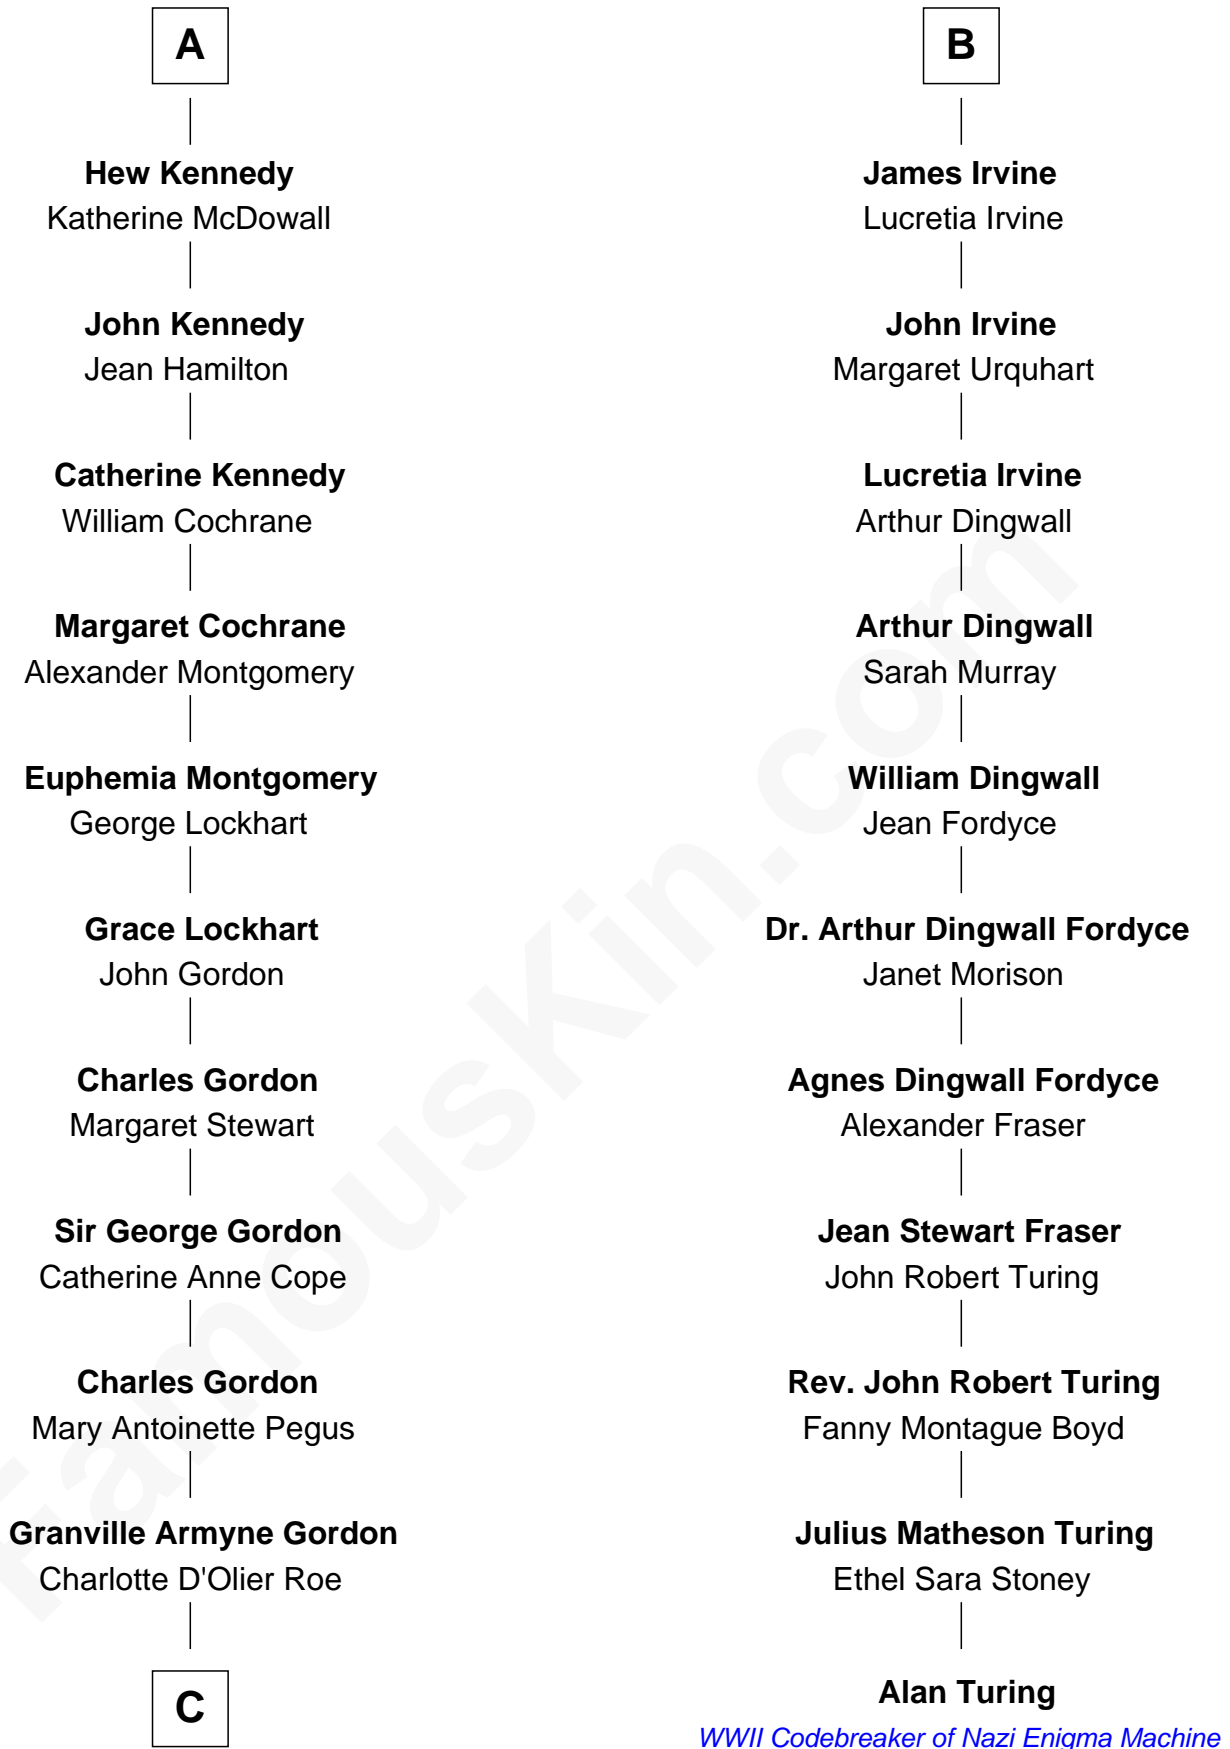 A
Hew Kennedy
Katherine McDowall
John Kennedy
Jean Hamilton
Catherine Kennedy
William Cochrane
Margaret Cochrane
Alexander Montgomery
Euphemia Montgomery
George Lockhart
Grace Lockhart
John Gordon
Charles Gordon
Margaret Stewart
Sir George Gordon
Catherine Anne Cope
Charles Gordon
Mary Antoinette Pegus
Granville Armyne Gordon
Charlotte D'Olier Roe
C
B
James Irvine
Lucretia Irvine
John Irvine
Margaret Urquhart
Lucretia Irvine
Arthur Dingwall
Arthur Dingwall
Sarah Murray
William Dingwall
Jean Fordyce
Dr. Arthur Dingwall Fordyce
Janet Morison
Agnes Dingwall Fordyce
Alexander Fraser
Jean Stewart Fraser
John Robert Turing
Rev. John Robert Turing
Fanny Montague Boyd
Julius Matheson Turing
Ethel Sara Stoney
Alan Turing
WWII Codebreaker of Nazi Enigma Machine
FamousKin.com